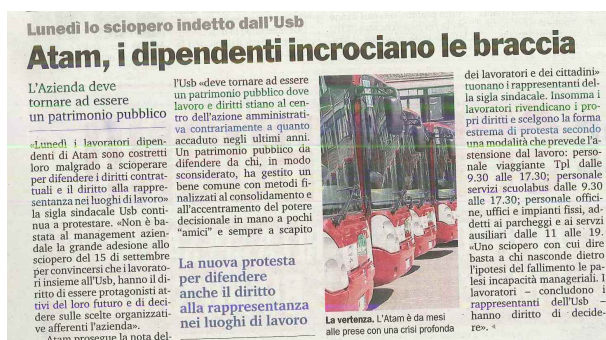 Lunedì lo sciopero indetto dall'Usb
Atam, i dipendenti incrociano le braccia
L'Azienda deve
tornare ad essere
un patrimonio pubblico
«Lunedì i lavoratori dipen-
denti di Atam sono costretti
loro malgrado a scioperare
per difendere i diritti contrat-
tuali e il diritto alla rappre-
sentanza nei luoghi di lavoro»
la sigla sindacale Usb conti-
nua a protestare. «Non è ba-
stata al management azien-
dale la grande adesione allo
sciopero del 15 di settembre
per convincersi che i lavorato-
ri insieme all'Usb, hanno il di-
ritto di essere protagonisti at-
tivi del loro futuro e di deci-
dere sulle scelte organizzati-
ve afferenti l'azienda».
Atam prosegue la nota del-
l'Usb «deve tornare ad essere
un patrimonio pubblico dove
lavoro e diritti stiano al cen-
tro dell'azione amministrati-
va contrariamente a quanto
accaduto negli ultimi anni.
Un patrimonio pubblico da
difendere da chi, in modo
sconsiderato, ha gestito un
bene comune con metodi fi-
nalizzati al consolidamento e
all'accentramento del potere
decisionale in mano a pochi
"amici" e sempre a scapito
La nuova protesta
per difendere
anche il diritto
alla rappresentanza
nei luoghi di lavoro
La vertenza. L'Atam è da mesi
alle prese con una crisi profonda
dei lavoratori e dei cittadini»
tuonano i rappresentanti del-
la sigla sindacale. Insomma i
lavoratori rivendicano i pro-
pri diritti e scelgono la forma
estrema di protesta secondo
una modalità che prevede l'a-
stensione dal lavoro: perso-
nale viaggiante Tpl dalle
9.30 alle 17.30; personale
servizi scuolabus dalle 9.30
alle 17.30; personale offici-
ne, uffici e impianti fissi, ad-
detti ai parcheggi e ai servizi
ausiliari dalle 11 alle 19.
«Uno sciopero con cui dire
basta a chi nasconde dietro
l'ipotesi del fallimento le pa-
lesi incapacità manageriali. I
lavoratori – concludono i
rappresentanti dell'Usb –
hanno diritto di decide-
re».